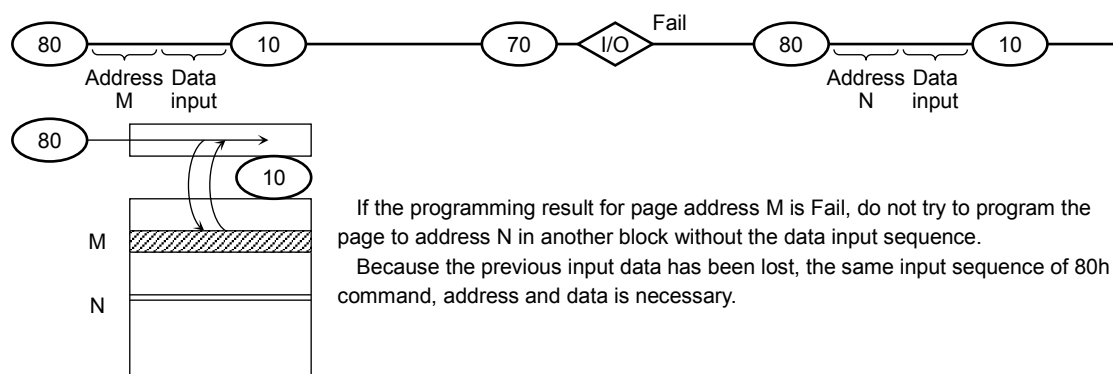 Fail
80 10 70 I/O 80 10
Address Data Address Data
M input N input
80
10
If the programming result for page address M is Fail, do not try to program the
M page to address N in another block without the data input sequence.
Because the previous input data has been lost, the same input sequence of 80h
N command, address and data is necessary.